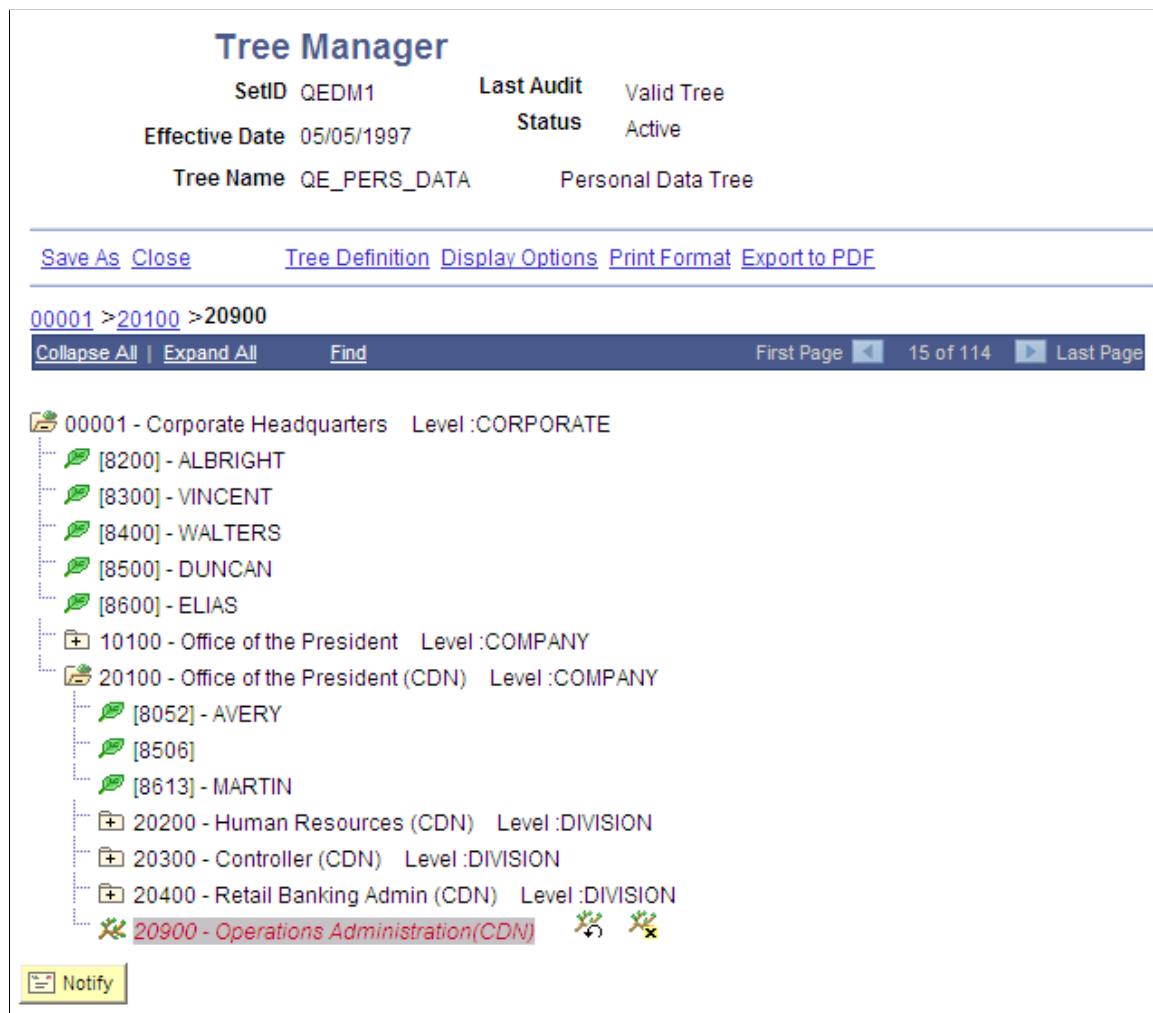 Tree Manager
SetID QEDM1 Last Audit Valid Tree
Effective Date 05/05/1997 Status Active
Tree Name QE_PERS_DATA Personal Data Tree
Save As Close Tree Definition Display Options Print Format Export to PDF
00001 >20100 >20900
Collapse All | Expand All Find First Page 15 of 114 Last Page
00001 - Corporate Headquarters Level :CORPORATE
[8200] - ALBRIGHT
[8300] - VINCENT
[8400] - WALTERS
[8500] - DUNCAN
[8600] - ELIAS
10100 - Office of the President Level :COMPANY
20100 - Office of the President (CDN) Level :COMPANY
[8052] - AVERY
[8506]
[8613] - MARTIN
20200 - Human Resources (CDN) Level :DIVISION
20300 - Controller (CDN) Level :DIVISION
20400 - Retail Banking Admin (CDN) Level :DIVISION
20900 - Operations Administration(CDN)
Notify